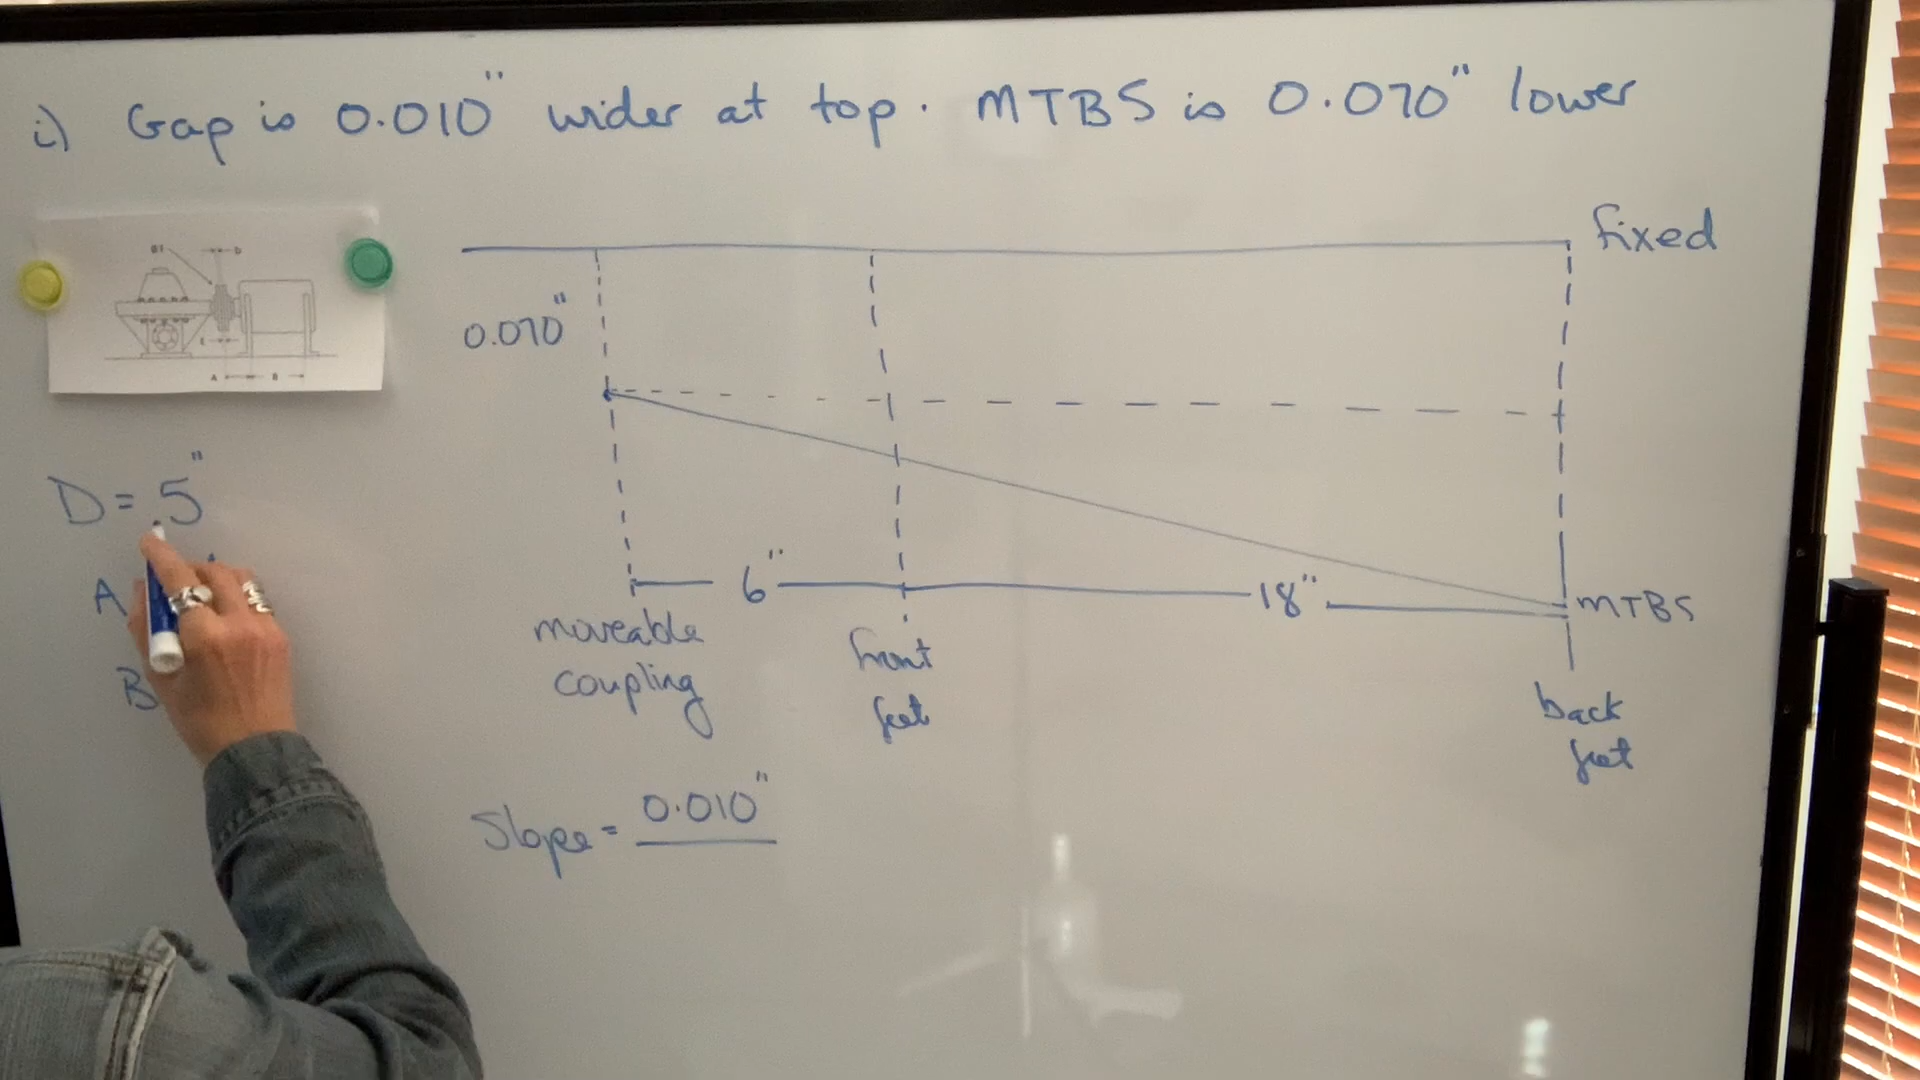 i) Gap is 0.010" wider at top. MTBS is 0.070" lower
fixed
0.070"
D = 5"
A
B
6"
18"
MTBS
moveable
coupling
front
feet
back
feet
Slope = 0.010"
D
A
B